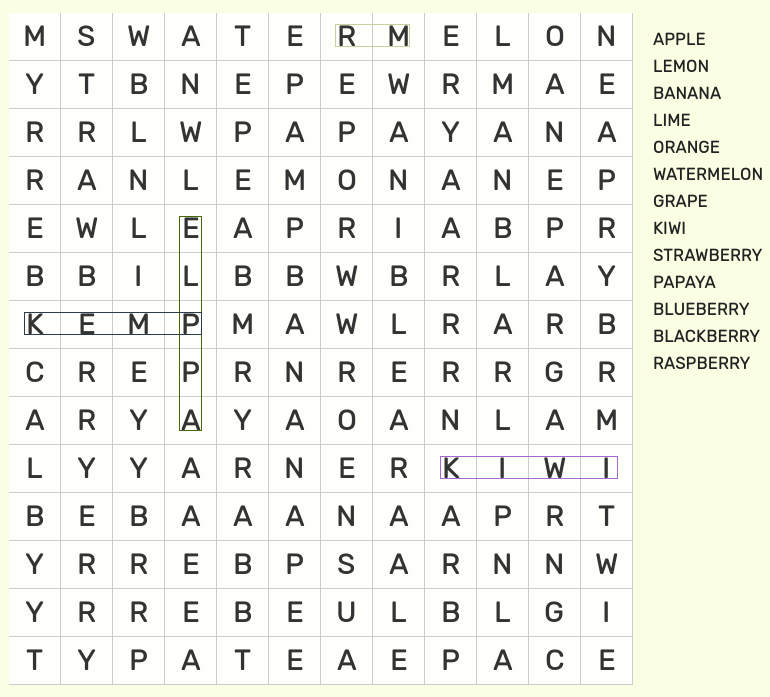 M S W A T E R M E L O N
Y T B N E P E W R M A E
R R L W P A P A Y A N A
R A N L E M O N A N E P
E W L E A P R I A B P R
B B I L B B W B R L A Y
K E M P M A W L R A R B
C R E P R N R E R R G R
A R Y A Y A O A N L A M
L Y Y A R N E R K I W I
B E B A A A N A A P R T
Y R R E B P S A R N N W
Y R R E B E U L B L G I
T Y P A T E A E P A C E
APPLE
LEMON
BANANA
LIME
ORANGE
WATERMELON
GRAPE
KIWI
STRAWBERRY
PAPAYA
BLUEBERRY
BLACKBERRY
RASPBERRY